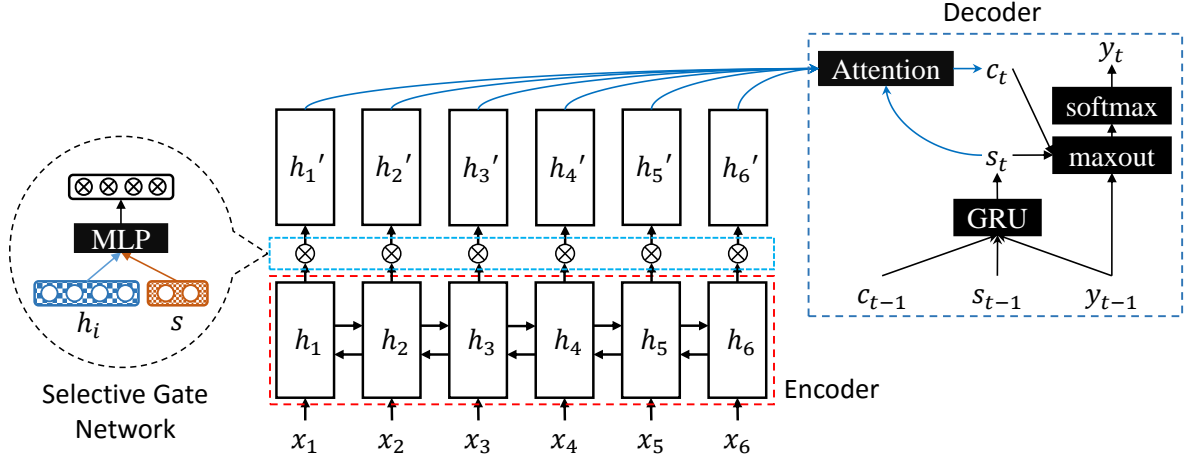 Decoder
Attention
c_t
y_t
softmax
s_t
maxout
GRU
c_{t−1}
s_{t−1}
y_{t−1}
h_1′ h_2′ h_3′ h_4′ h_5′ h_6′
MLP
h_i s
Selective Gate
Network
h_1 h_2 h_3 h_4 h_5 h_6
Encoder
x_1 x_2 x_3 x_4 x_5 x_6